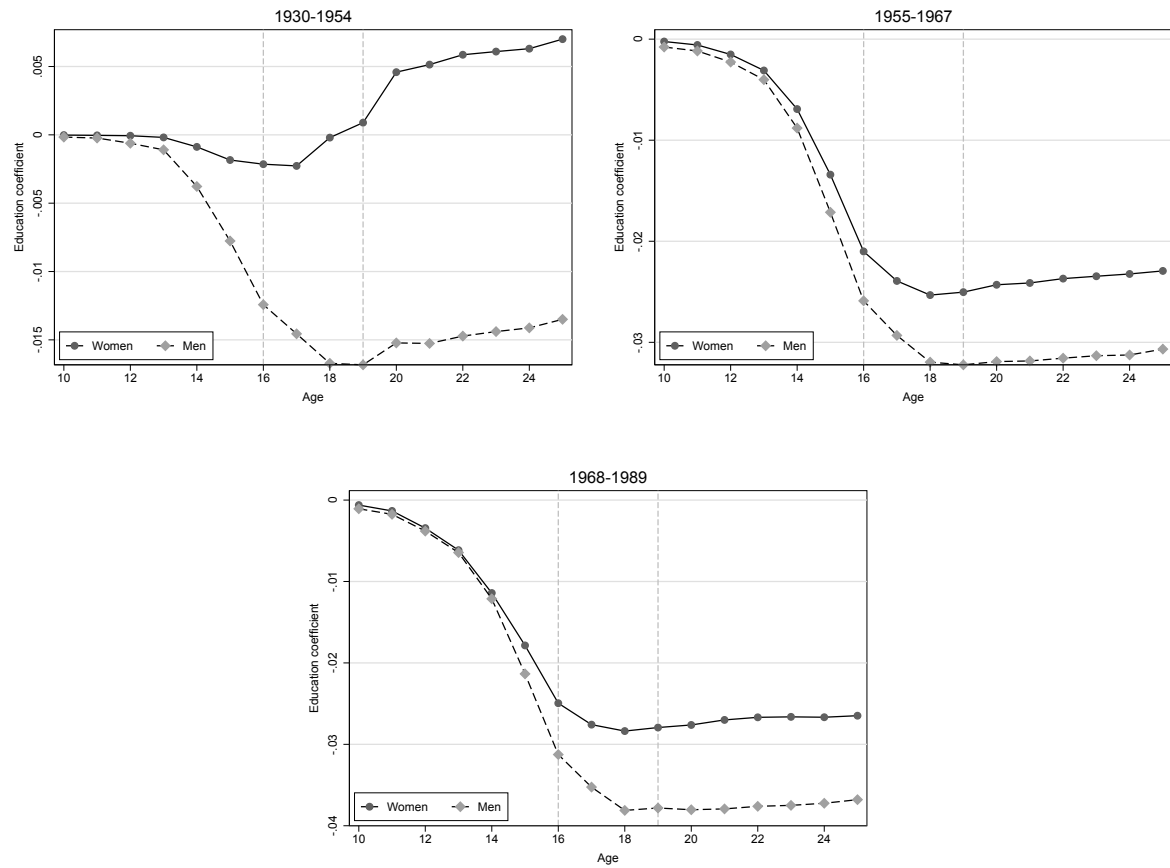 1930-1954
Education coefficient
.005
0
-.005
-.01
-.015
Women Men
10 12 14 16 18 20 22 24
Age
1955-1967
Education coefficient
0
-.01
-.02
-.03
Women Men
10 12 14 16 18 20 22 24
Age
1968-1989
Education coefficient
0
-.01
-.02
-.03
-.04
Women Men
10 12 14 16 18 20 22 24
Age